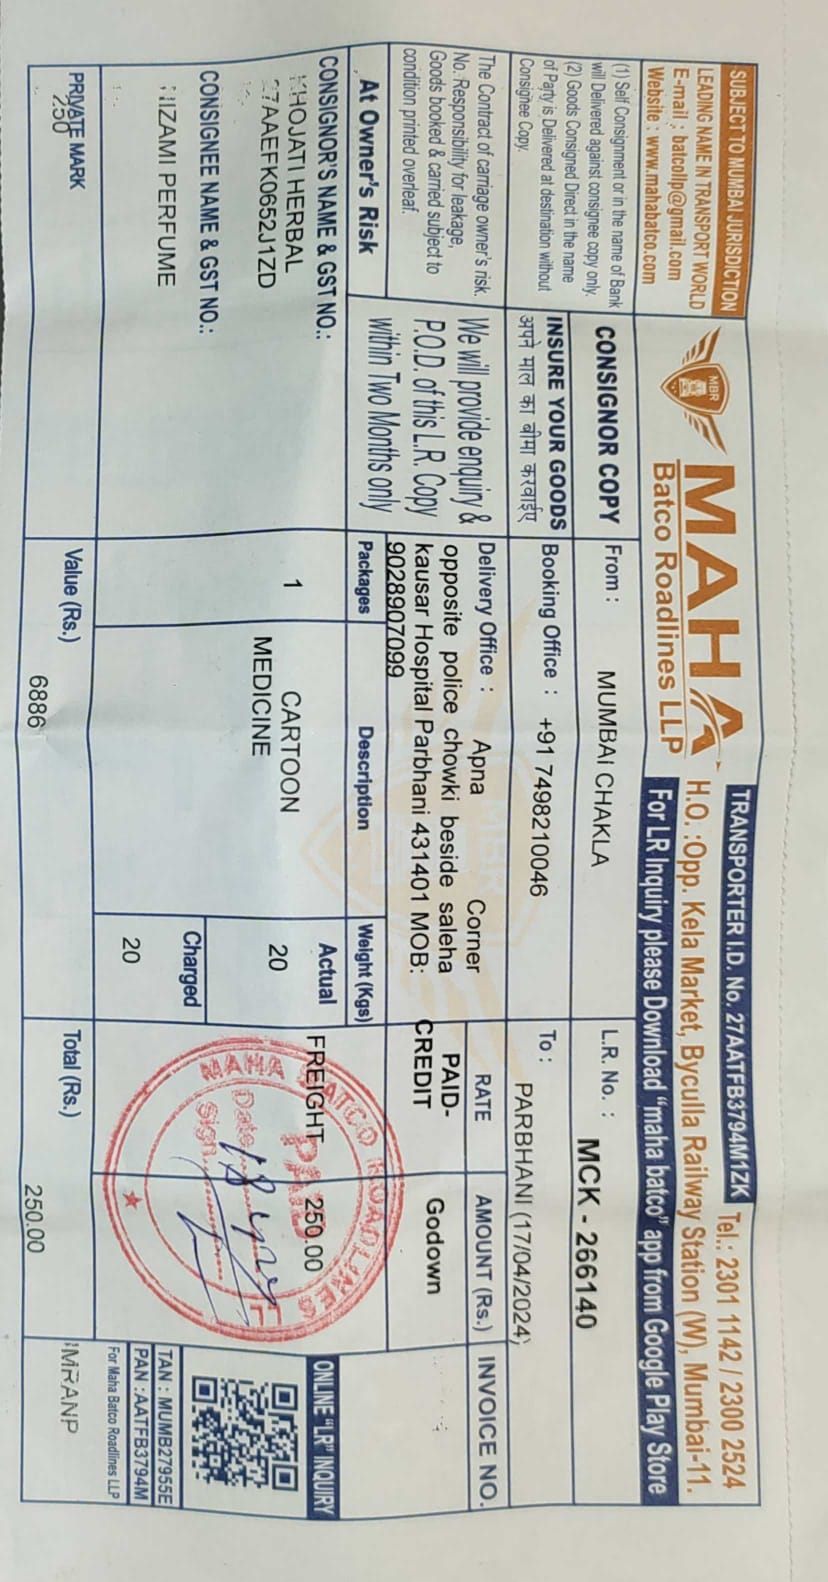 SUBJECT TO MUMBAI JURISDICTION
LEADING NAME IN TRANSPORT WORLD
E-mail : batcollp@gmail.com
Website : www.mahabatco.com
MBR
MAHA
Batco Roadlines LLP
TRANSPORTER I.D. No. 27AATFB3794M1ZK Tel.: 2301 1142 / 2300 2524
H.O. :Opp. Kela Market, Byculla Railway Station (W), Mumbai-11.
For LR Inquiry please Download "maha batco" app from Google Play Store
(1) Self Consignment or in the name of Bank
will Delivered against consignee copy only.
(2) Goods Consigned Direct in the name
of Party is Delivered at destination without
Consignee Copy.
CONSIGNOR COPY
INSURE YOUR GOODS
अपने माल का बीमा करवाईए
From : MUMBAI CHAKLA
L.R. No. : MCK - 266140
Booking Office : +91 7498210046
To : PARBHANI (17/04/2024)
The Contract of carriage owner's risk.
No. Responsibility for leakage,
Goods booked & carried subject to
condition printed overleaf.
We will provide enquiry &
P.O.D. of this L.R. Copy
within Two Months only
Delivery Office : Apna Corner
opposite police chowki beside saleha
kausar Hospital Parbhani 431401 MOB:
9028907099
RATE AMOUNT (Rs.) INVOICE NO.
PAID-
CREDIT
Godown
At Owner's Risk
Packages Description Weight (Kgs)
CONSIGNOR'S NAME & GST NO.:
KHOJATI HERBAL
27AAEFK0652J1ZD
1 CARTOON
MEDICINE
Actual
20
FREIGHT 250.00
CONSIGNEE NAME & GST NO.:
NIZAMI PERFUME
Charged
20
MAHA BATCO ROADLINES
PAID
Date
Sign
ONLINE "LR" INQUIRY
TAN : MUMB27955E
PAN :AATFB3794M
For Maha Batco Roadlines LLP
PRIVATE MARK
250
Value (Rs.)
6886
Total (Rs.)
250.00
IMRANP